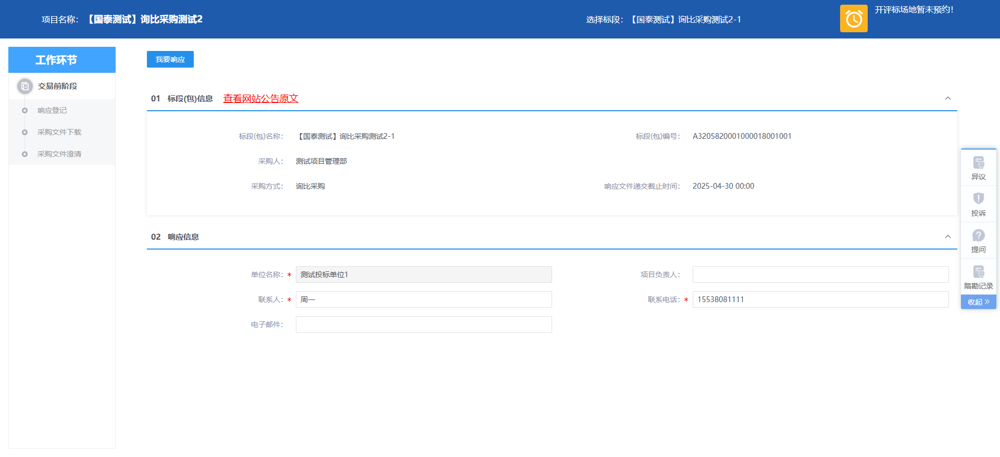 项目名称：【国泰测试】询比采购测试2
选择标段：【国泰测试】询比采购测试2-1
开评标场地暂未预约！
工作环节
交易前阶段
响应登记
采购文件下载
采购文件澄清
我要响应
01 标段(包)信息 查看网站公告原文
标段(包)名称：【国泰测试】询比采购测试2-1
标段(包)编号：A3205820001000018001001
采购人：测试项目管理部
采购方式：询比采购
响应文件递交截止时间：2025-04-30 00:00
02 响应信息
单位名称：* 测试投标单位1
项目负责人：
联系人：* 周一
联系电话：* 15538081111
电子邮件：
异议
投诉
提问
踏勘记录
收起